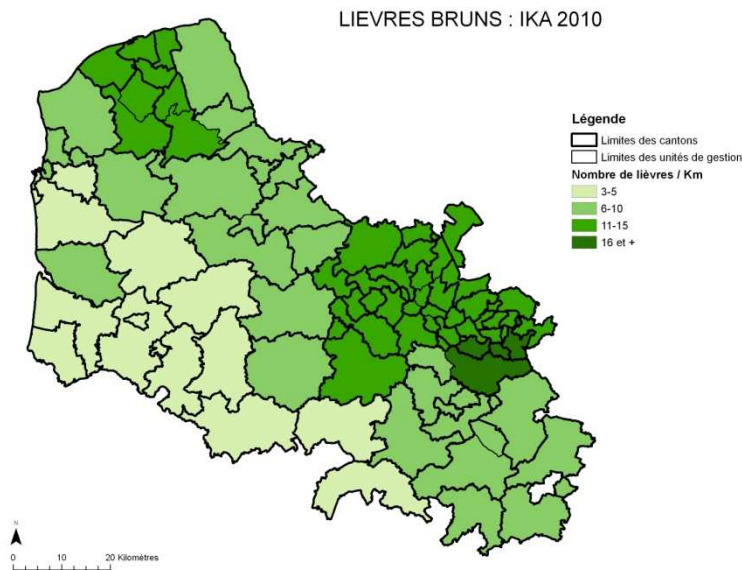 LIEVRES BRUNS : IKA 2010
Légende
Limites des cantons
Limites des unités de gestion
Nombre de lièvres / Km
3-5
6-10
11-15
16 et +
N
0 10 20 Kilomètres